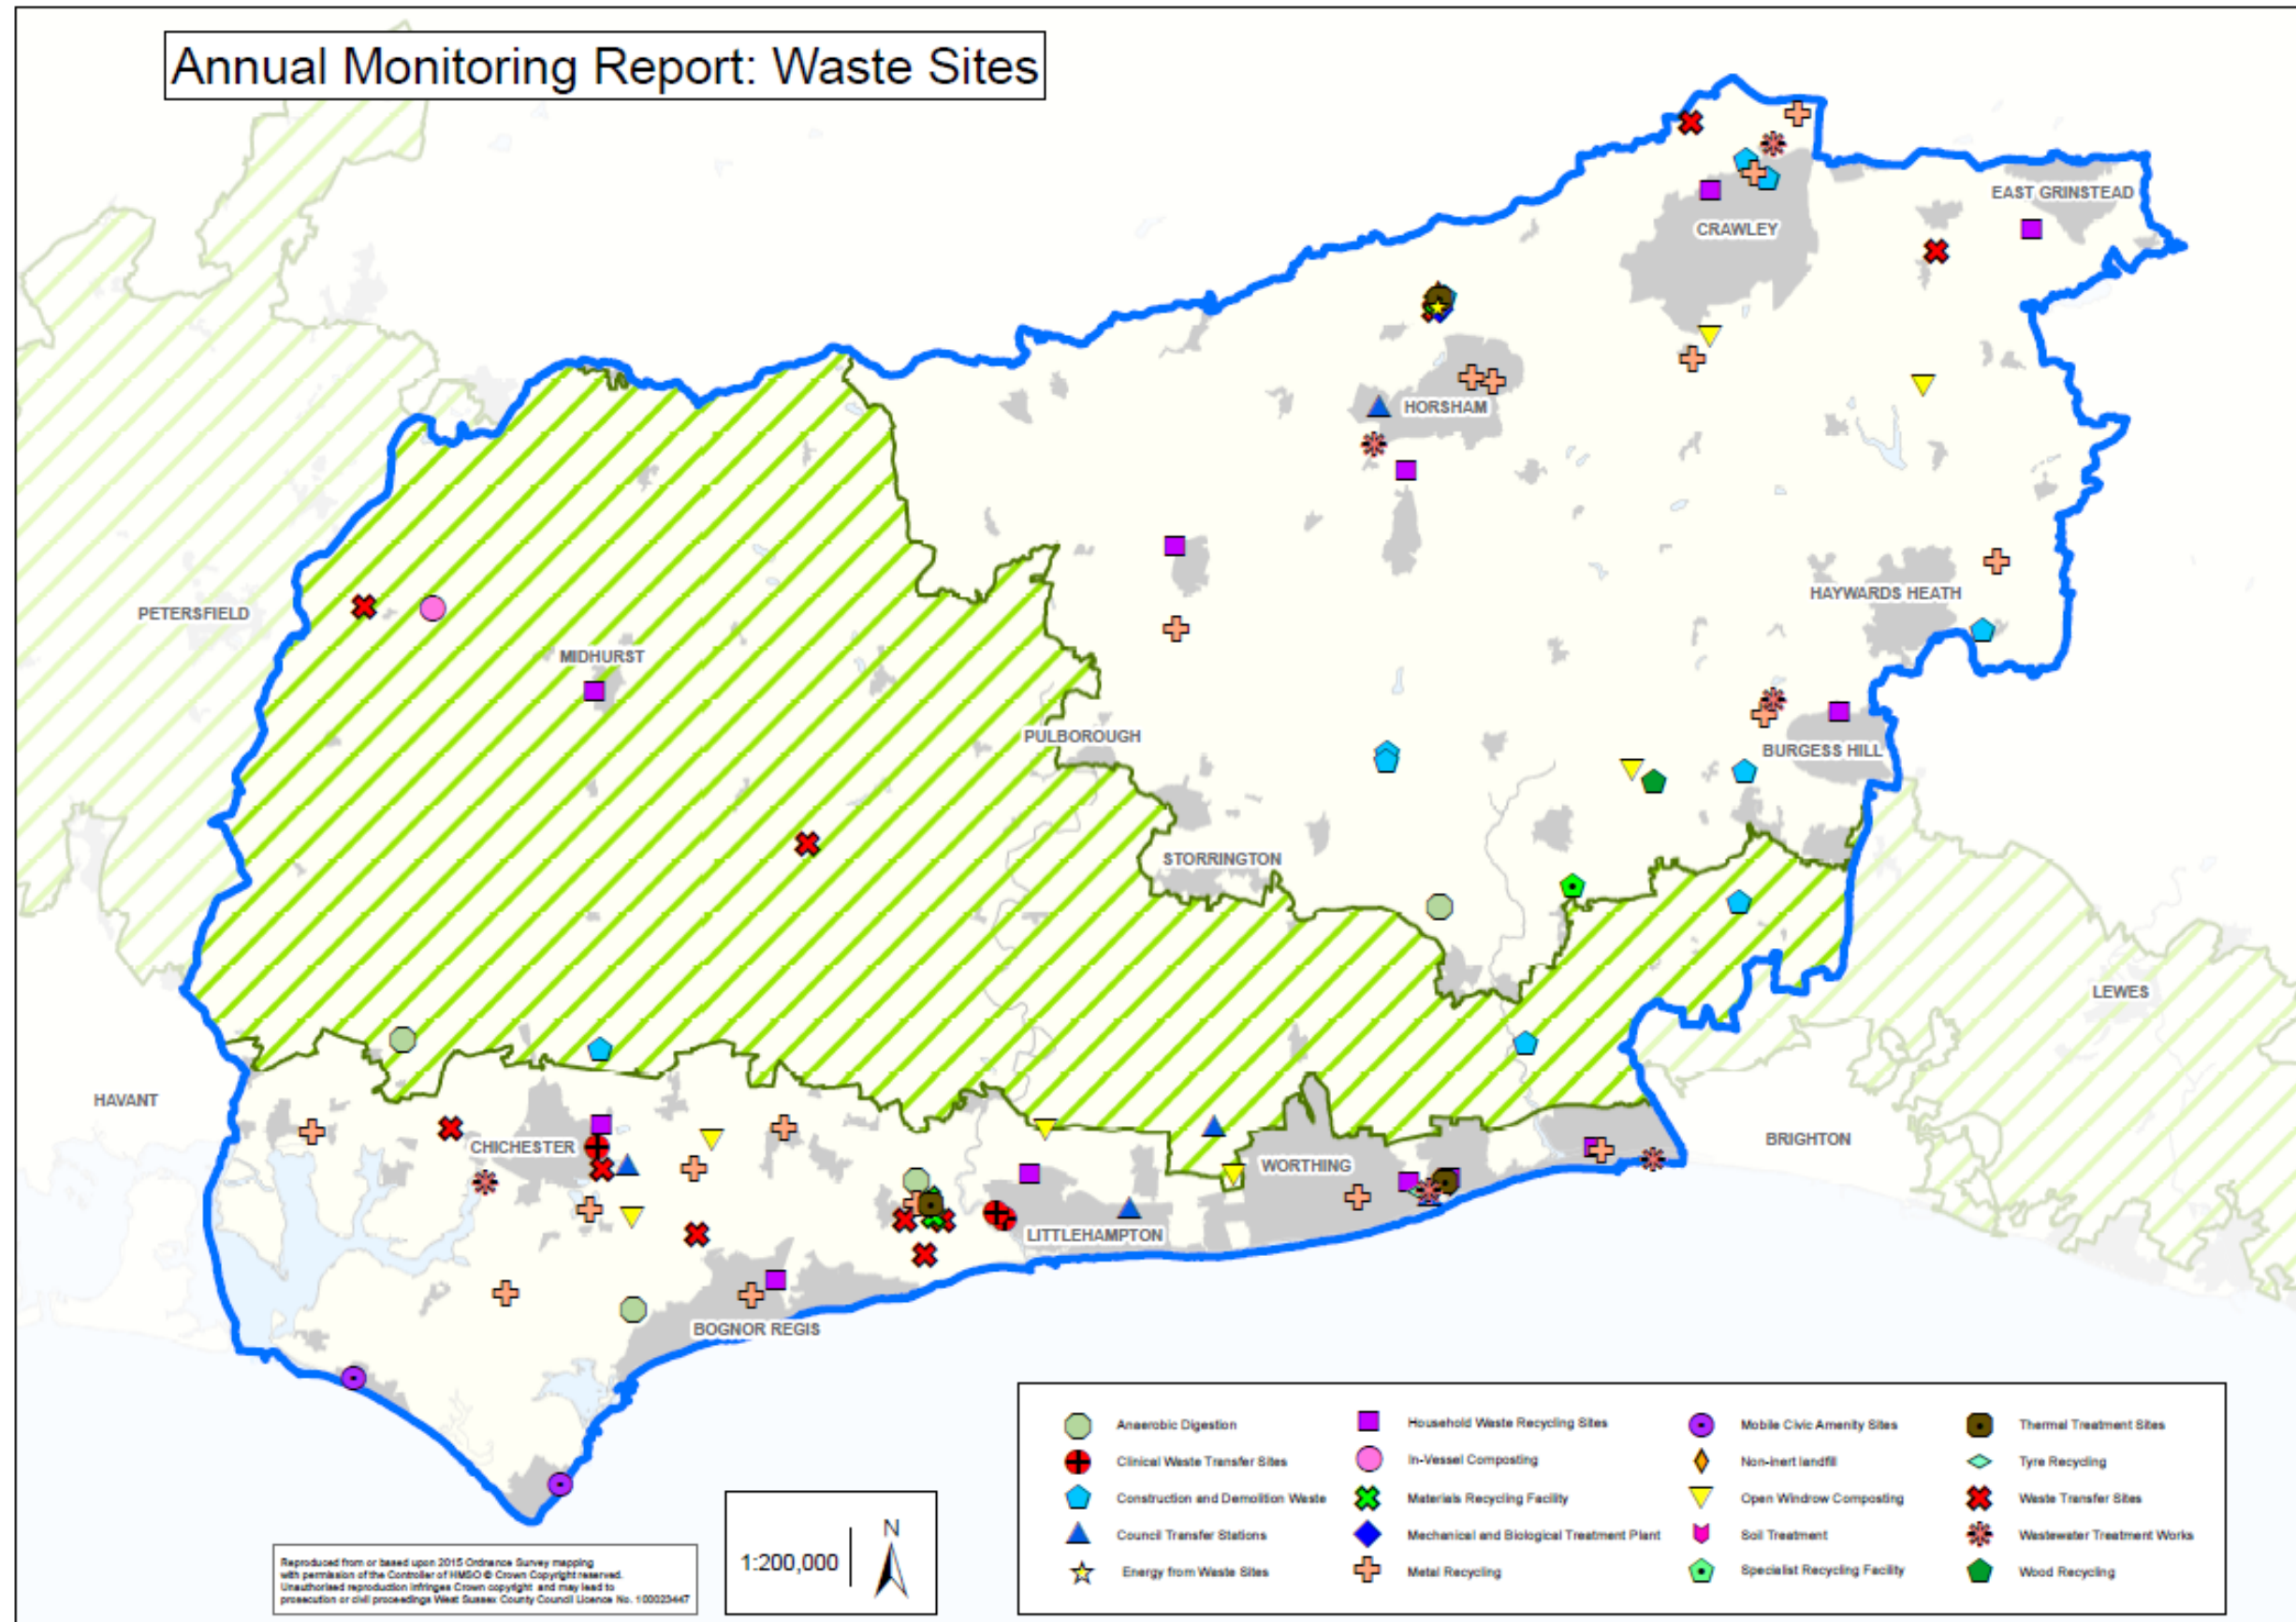 Annual Monitoring Report: Waste Sites
EAST GRINSTEAD
CRAWLEY
HORSHAM
HAYWARDS HEATH
PETERSFIELD
MIDHURST
PULBOROUGH
BURGESS HILL
STORRINGTON
LEWES
HAVANT
CHICHESTER
BRIGHTON
WORTHING
LITTLEHAMPTON
BOGNOR REGIS
Anaerobic Digestion
Clinical Waste Transfer Sites
Construction and Demolition Waste
Council Transfer Stations
Energy from Waste Sites
Household Waste Recycling Sites
In-Vessel Composting
Materials Recycling Facility
Mechanical and Biological Treatment Plant
Metal Recycling
Mobile Civic Amenity Sites
Non-inert landfill
Open Windrow Composting
Soil Treatment
Specialist Recycling Facility
Thermal Treatment Sites
Tyre Recycling
Waste Transfer Sites
Wastewater Treatment Works
Wood Recycling
1:200,000
N
Reproduced from or based upon 2015 Ordnance Survey mapping
with permission of the Controller of HMSO © Crown Copyright reserved.
Unauthorised reproduction infringes Crown copyright and may lead to
prosecution or civil proceedings West Sussex County Council Licence No. 100023447